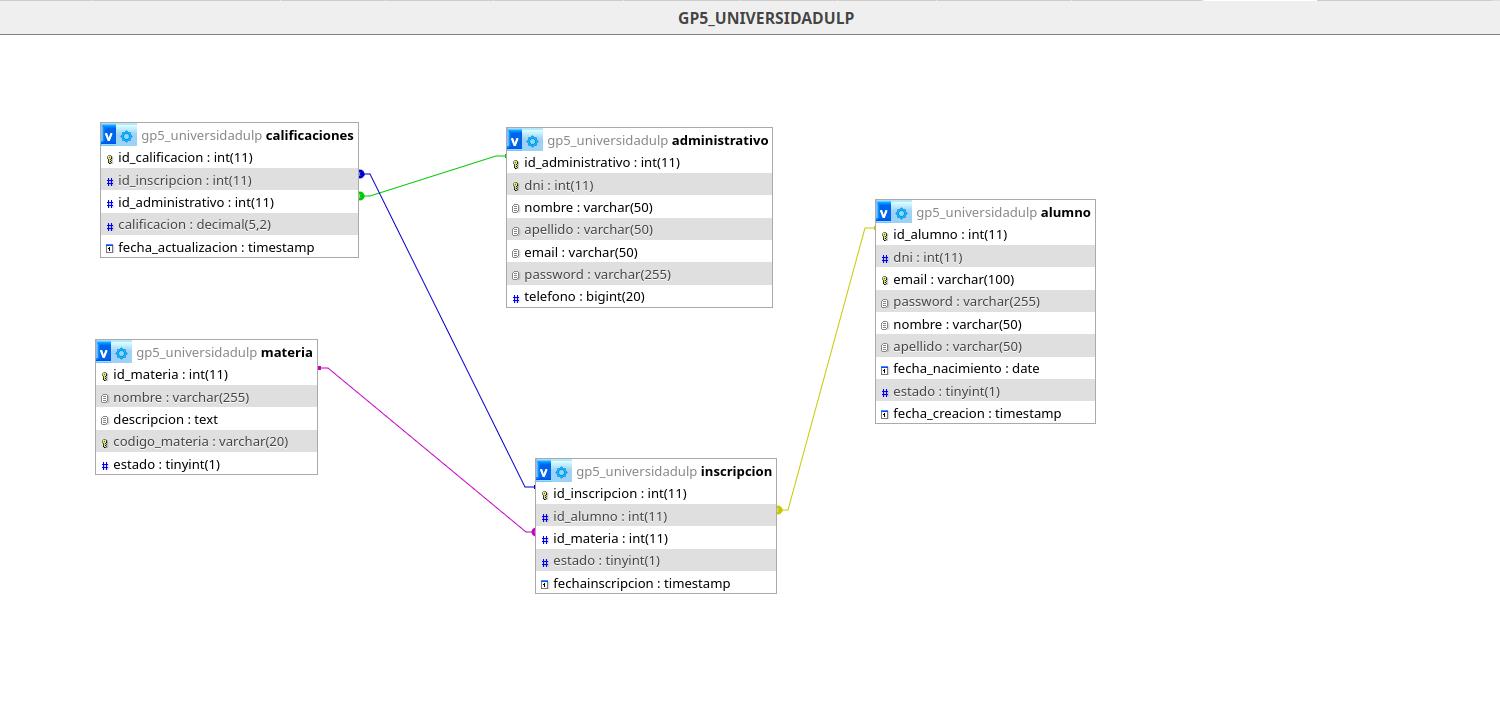 GP5_UNIVERSIDADULP
v gp5_universidadulp calificaciones
id_calificacion : int(11)
# id_inscripcion : int(11)
# id_administrativo : int(11)
# calificacion : decimal(5,2)
fecha_actualizacion : timestamp
v gp5_universidadulp administrativo
id_administrativo : int(11)
dni : int(11)
nombre : varchar(50)
apellido : varchar(50)
email : varchar(50)
password : varchar(255)
# telefono : bigint(20)
v gp5_universidadulp alumno
id_alumno : int(11)
# dni : int(11)
email : varchar(100)
password : varchar(255)
nombre : varchar(50)
apellido : varchar(50)
fecha_nacimiento : date
# estado : tinyint(1)
fecha_creacion : timestamp
v gp5_universidadulp materia
id_materia : int(11)
nombre : varchar(255)
descripcion : text
codigo_materia : varchar(20)
# estado : tinyint(1)
v gp5_universidadulp inscripcion
id_inscripcion : int(11)
# id_alumno : int(11)
# id_materia : int(11)
# estado : tinyint(1)
fechainscripcion : timestamp